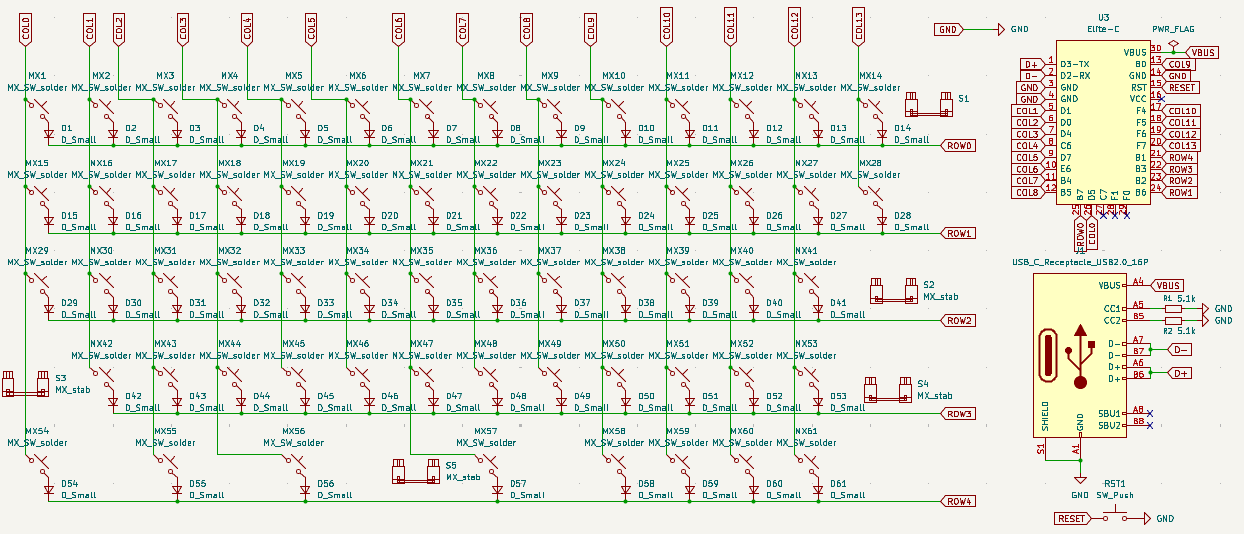 COL0 COL1 COL2 COL3 COL4 COL5 COL6 COL7 COL8 COL9 COL10 COL11 COL12 COL13
MX1 MX2 MX3 MX4 MX5 MX6 MX7 MX8 MX9 MX10 MX11 MX12 MX13 MX14
MX_SW_solder MX_SW_solder MX_SW_solder MX_SW_solder MX_SW_solder MX_SW_solder MX_SW_solder MX_SW_solder MX_SW_solder MX_SW_solder MX_SW_solder MX_SW_solder MX_SW_solder MX_SW_solder
S1
D1 D2 D3 D4 D5 D6 D7 D8 D9 D10 D11 D12 D13 D14
D_Small D_Small D_Small D_Small D_Small D_Small D_Small D_Small D_Small D_Small D_Small D_Small D_Small D_Small
ROW0
MX15 MX16 MX17 MX18 MX19 MX20 MX21 MX22 MX23 MX24 MX25 MX26 MX27 MX28
MX_SW_solder MX_SW_solder MX_SW_solder MX_SW_solder MX_SW_solder MX_SW_solder MX_SW_solder MX_SW_solder MX_SW_solder MX_SW_solder MX_SW_solder MX_SW_solder MX_SW_solder MX_SW_solder
D15 D16 D17 D18 D19 D20 D21 D22 D23 D24 D25 D26 D27 D28
D_Small D_Small D_Small D_Small D_Small D_Small D_Small D_Small D_Small D_Small D_Small D_Small D_Small D_Small
ROW1
MX29 MX30 MX31 MX32 MX33 MX34 MX35 MX36 MX37 MX38 MX39 MX40 MX41
MX_SW_solder MX_SW_solder MX_SW_solder MX_SW_solder MX_SW_solder MX_SW_solder MX_SW_solder MX_SW_solder MX_SW_solder MX_SW_solder MX_SW_solder MX_SW_solder MX_SW_solder
S2
MX_stab
D29 D30 D31 D32 D33 D34 D35 D36 D37 D38 D39 D40 D41
D_Small D_Small D_Small D_Small D_Small D_Small D_Small D_Small D_Small D_Small D_Small D_Small D_Small
ROW2
MX42 MX43 MX44 MX45 MX46 MX47 MX48 MX49 MX50 MX51 MX52 MX53
MX_SW_solder MX_SW_solder MX_SW_solder MX_SW_solder MX_SW_solder MX_SW_solder MX_SW_solder MX_SW_solder MX_SW_solder MX_SW_solder MX_SW_solder MX_SW_solder
S3
MX_stab
S4
MX_stab
D42 D43 D44 D45 D46 D47 D48 D49 D50 D51 D52 D53
D_Small D_Small D_Small D_Small D_Small D_Small D_Small D_Small D_Small D_Small D_Small D_Small
ROW3
MX54 MX55 MX56 MX57 MX58 MX59 MX60 MX61
MX_SW_solder MX_SW_solder MX_SW_solder MX_SW_solder MX_SW_solder MX_SW_solder MX_SW_solder MX_SW_solder
S5
MX_stab
D54 D55 D56 D57 D58 D59 D60 D61
D_Small D_Small D_Small D_Small D_Small D_Small D_Small D_Small
ROW4
GND GND
U3
Elite-C
PWR_FLAG
VBUS 30 VBUS
D+ 1 D3-TX B0 13 COL9
D- 2 D2-RX GND 14 GND
GND 3 GND RST 15 RESET
GND 4 GND VCC 16
COL1 5 D1 F4 17 COL10
COL2 6 D0 F5 18 COL11
COL3 7 D4 F6 19 COL12
COL4 8 C6 F7 20 COL13
COL5 9 D7 B1 21 ROW4
COL6 10 E6 B3 22 ROW3
COL7 11 B4 B2 23 ROW2
COL8 12 B5 B6 24 ROW1
B7 D5 C7 F1 F0
25 26 27 28 29
ROW0 COL0
USB_C_Receptacle_USB2.0_16P
VBUS A4 VBUS
R1 5.1k
CC1 A5 GND
CC2 B5 GND
R2 5.1k
D- A7
D- B7 D-
D+ A6
D+ B6 D+
SBU1 A8
SBU2 B8
SHIELD GND
S1 A1
GND
RST1
SW_Push
RESET GND